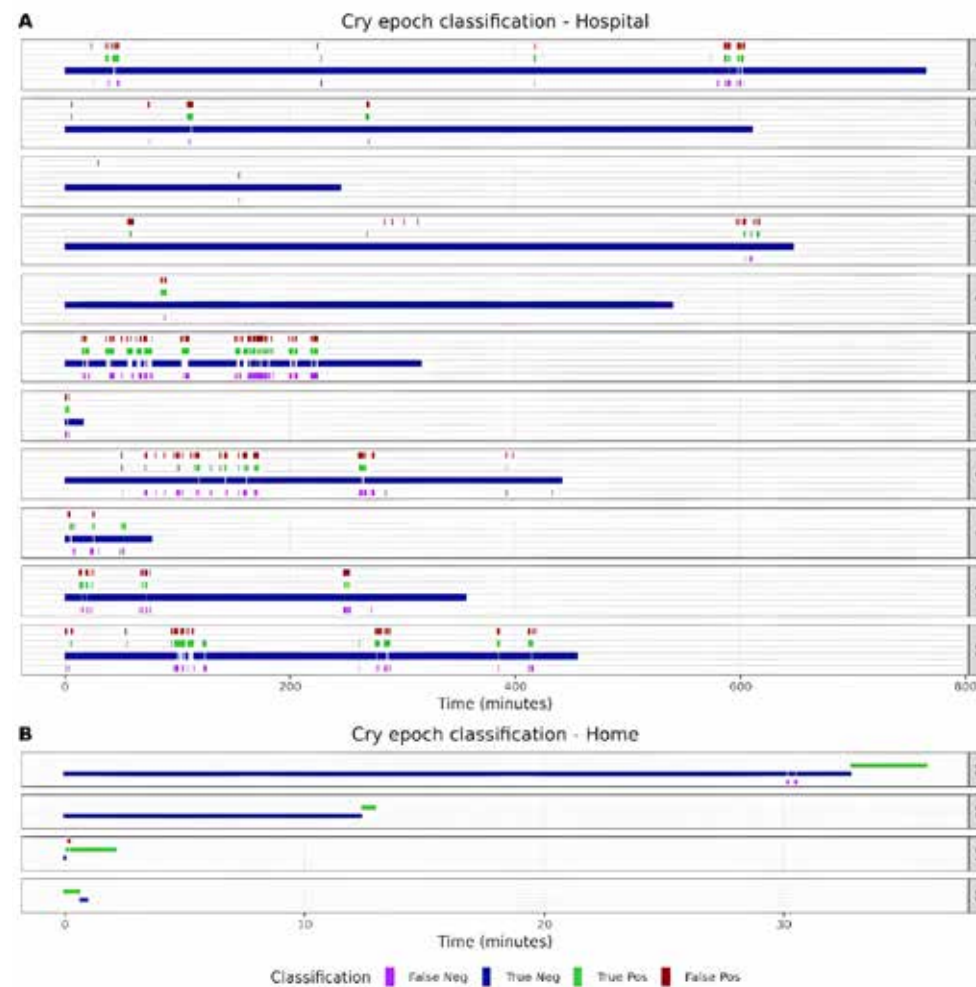 A
Cry epoch classification - Hospital
0 200 400 600 800
Time (minutes)
B
Cry epoch classification - Home
0 10 20 30
Time (minutes)
Classification False Neg True Neg True Pos False Pos